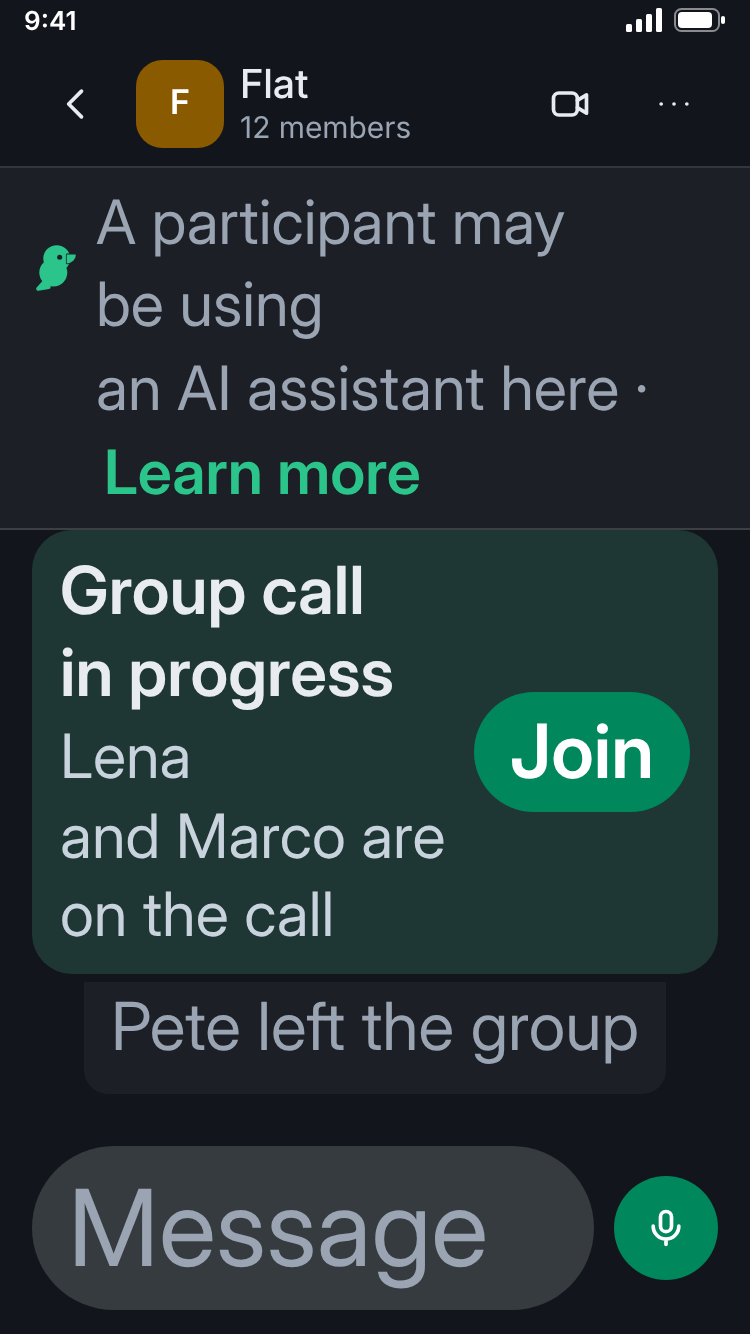 9:41
F
Flat
12 members
A participant may
be using
an AI assistant here ·
Learn more
Group call
in progress
Lena
and Marco are
on the call
Join
Pete left the group
Message